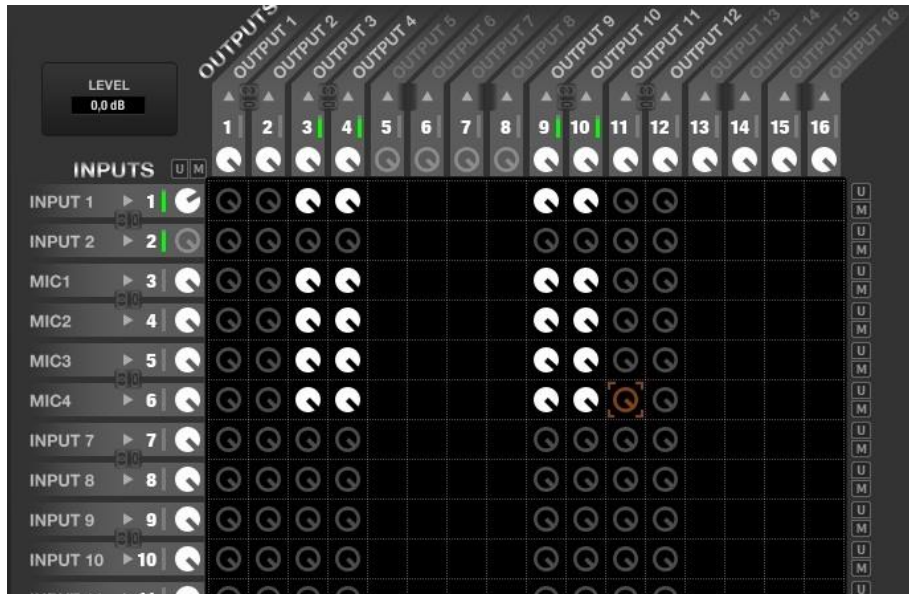 OUTPUTS
OUTPUT 1
OUTPUT 2
OUTPUT 3
OUTPUT 4
OUTPUT 5
OUTPUT 6
OUTPUT 7
OUTPUT 8
OUTPUT 9
OUTPUT 10
OUTPUT 11
OUTPUT 12
OUTPUT 13
OUTPUT 14
OUTPUT 15
OUTPUT 16
LEVEL
0,0 dB
1 2 3 4 5 6 7 8 9 10 11 12 13 14 15 16
INPUTS U M
INPUT 1 1 U M
INPUT 2 2 U M
MIC1 3 U M
MIC2 4 U M
MIC3 5 U M
MIC4 6 U M
INPUT 7 7 U M
INPUT 8 8 U M
INPUT 9 9 U M
INPUT 10 10 U M
U